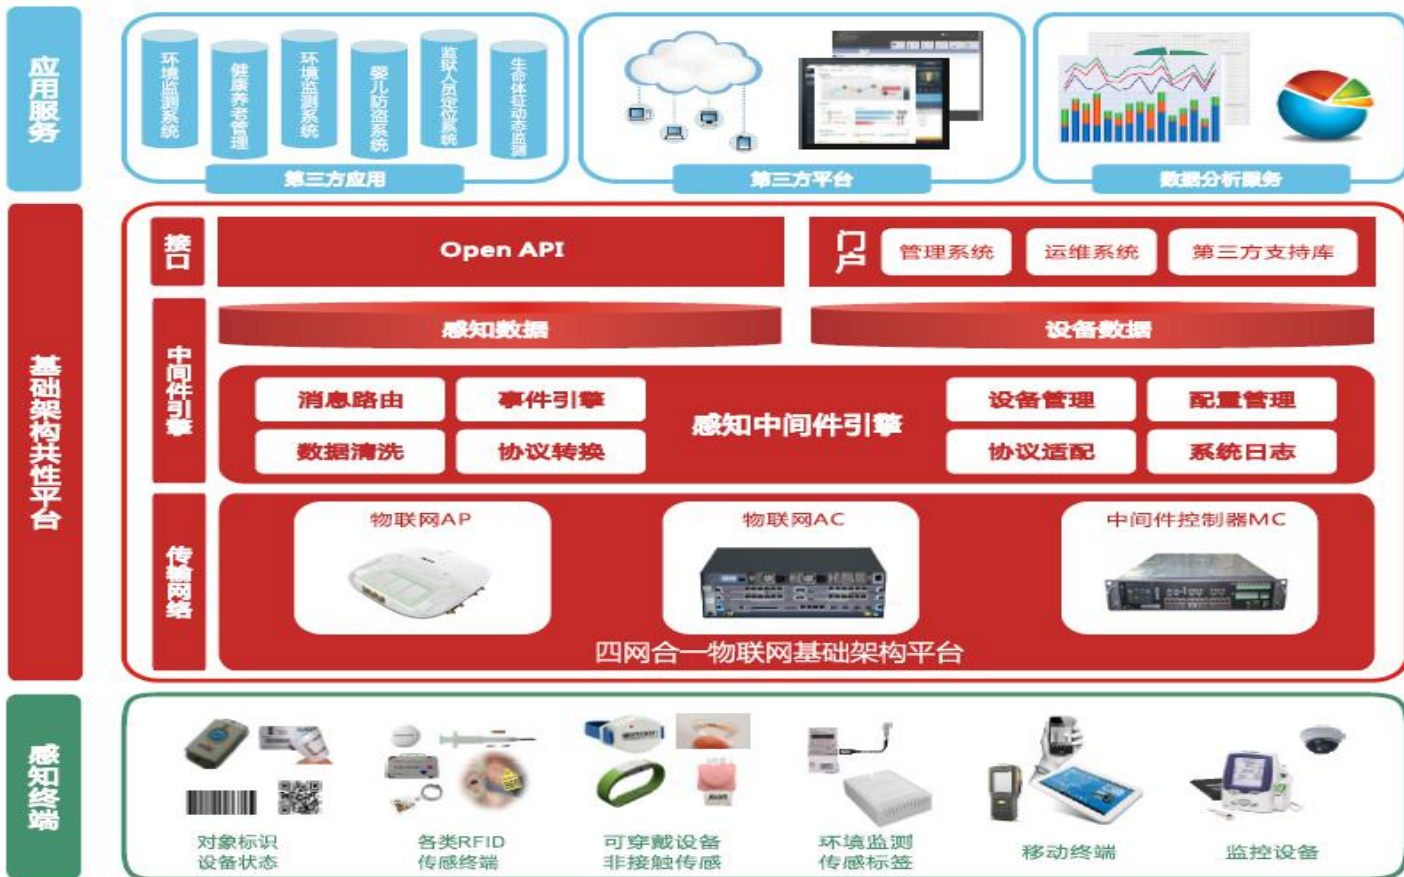 应用服务
环境监测系统
健康养老管理
环境监测系统
婴儿防盗系统
监狱人员定位系统
生命体征动态监测
第三方应用
第三方平台
数据分析服务
基础架构共性平台
接口
Open API
门户
管理系统
运维系统
第三方支持库
中间件引擎
感知数据
设备数据
消息路由
事件引擎
数据清洗
协议转换
感知中间件引擎
设备管理
配置管理
协议适配
系统日志
传输网络
物联网AP
物联网AC
中间件控制器MC
四网合一物联网基础架构平台
感知终端
对象标识
设备状态
各类RFID
传感终端
可穿戴设备
非接触传感
环境监测
传感标签
移动终端
监控设备